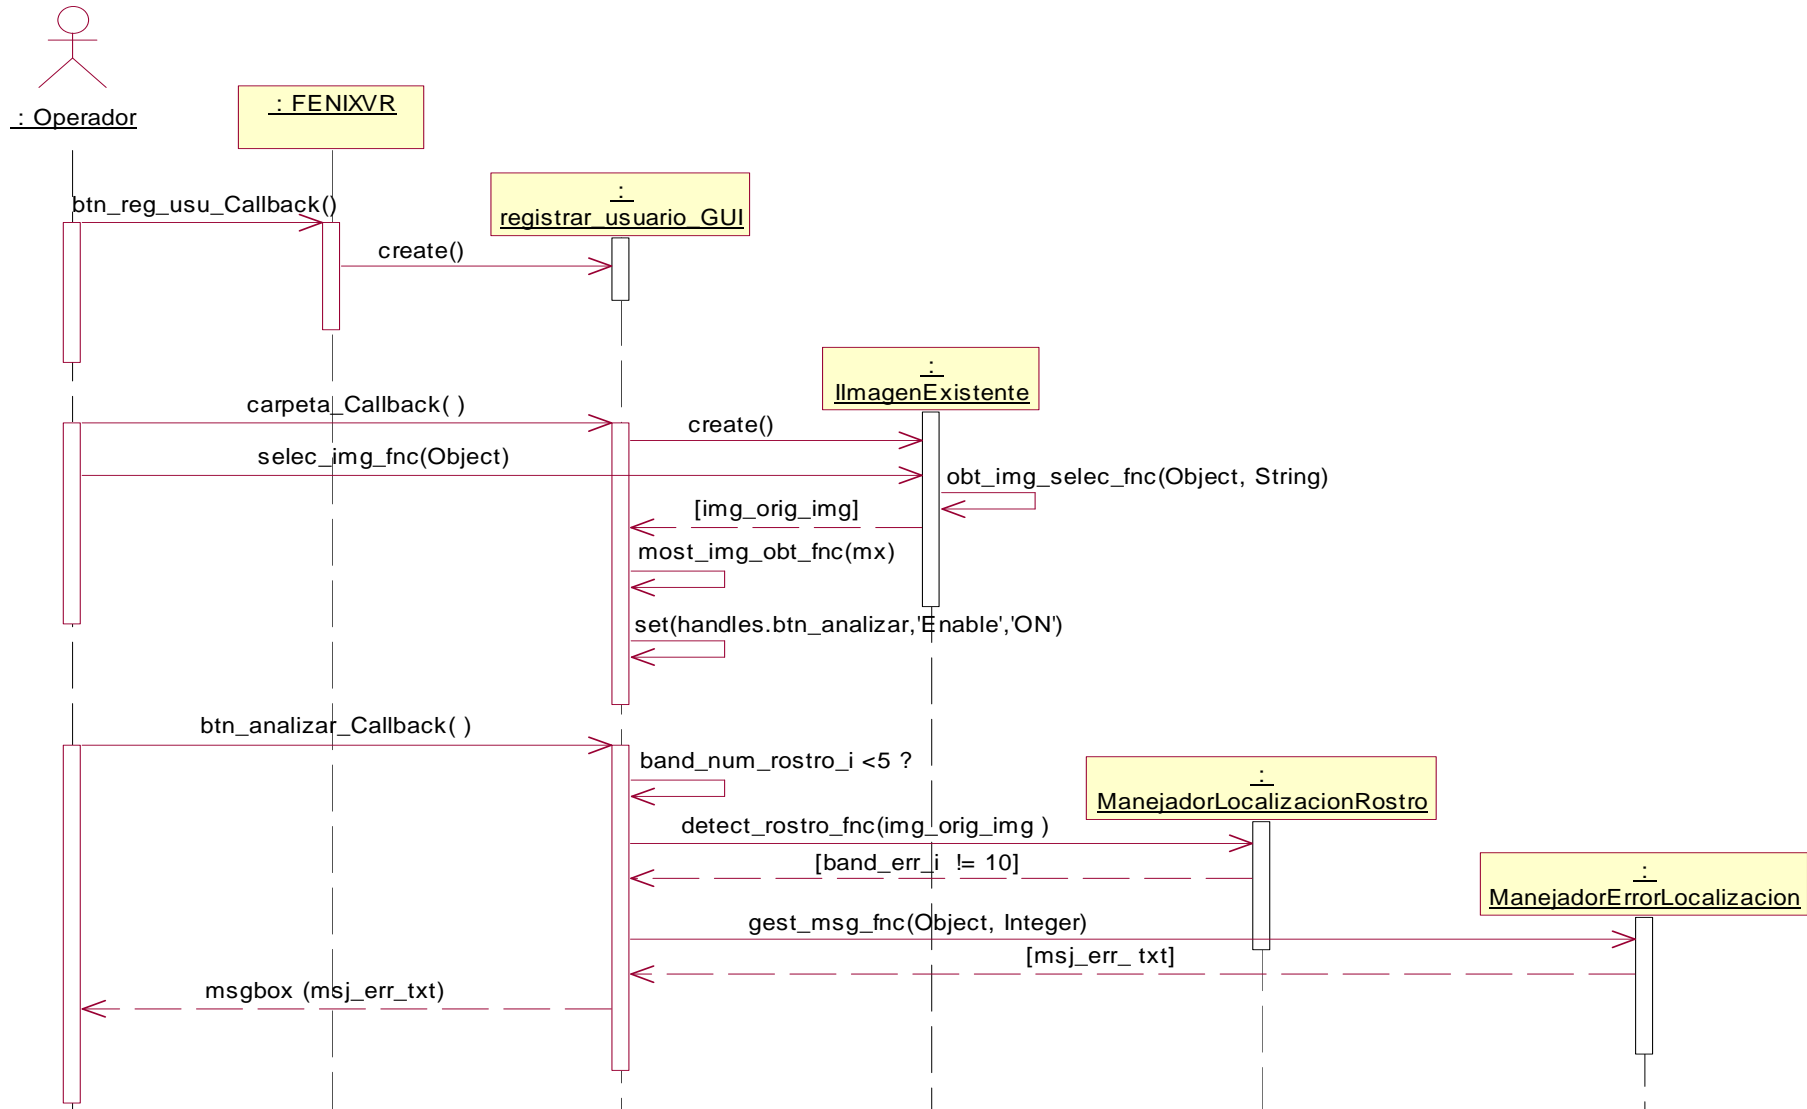 : Operador
: FENIXVR
btn_reg_usu_Callback()
:
registrar_usuario_GUI
create()
:
IImagenExistente
carpeta_Callback( )
create()
selec_img_fnc(Object)
obt_img_selec_fnc(Object, String)
[img_orig_img]
most_img_obt_fnc(mx)
set(handles.btn_analizar,'Enable','ON')
btn_analizar_Callback( )
band_num_rostro_i <5 ?
:
ManejadorLocalizacionRostro
detect_rostro_fnc(img_orig_img )
[band_err_i != 10]
:
ManejadorErrorLocalizacion
gest_msg_fnc(Object, Integer)
[msj_err_ txt]
msgbox (msj_err_txt)